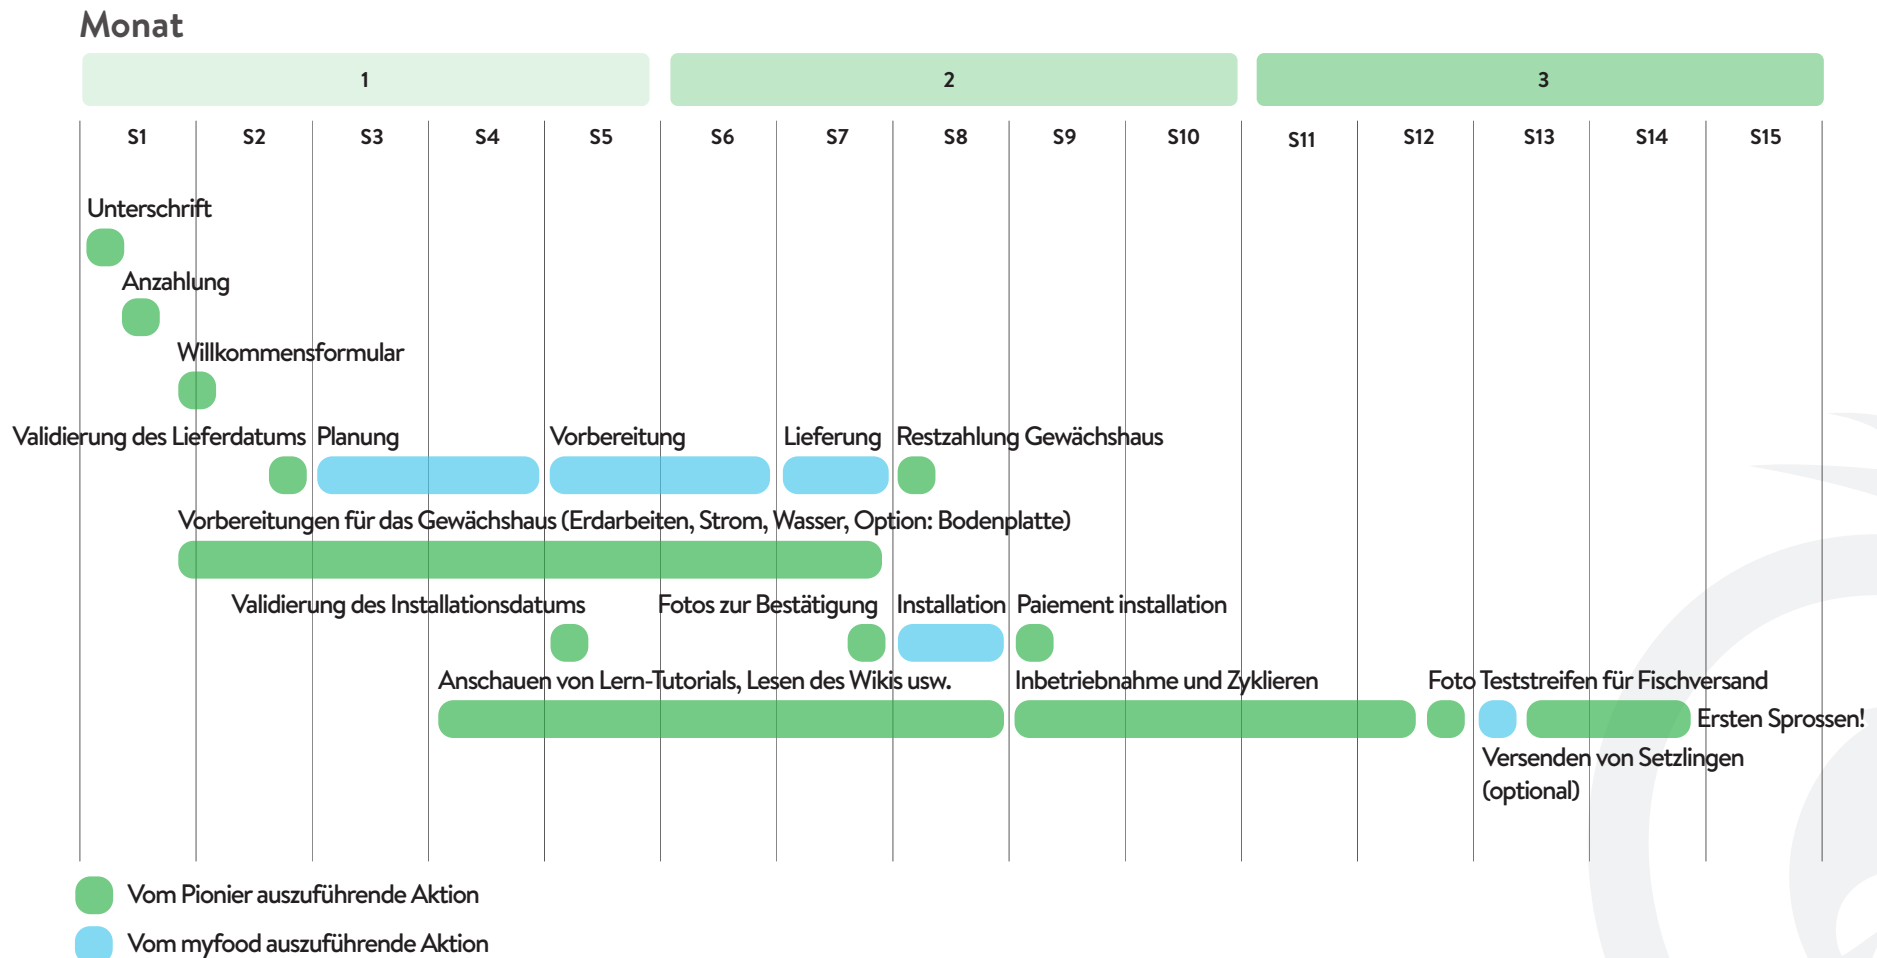 Monat
1 2 3
S1 S2 S3 S4 S5 S6 S7 S8 S9 S10 S11 S12 S13 S14 S15
Unterschrift
Anzahlung
Willkommensformular
Validierung des Lieferdatums Planung Vorbereitung Lieferung Restzahlung Gewächshaus
Vorbereitungen für das Gewächshaus (Erdarbeiten, Strom, Wasser, Option: Bodenplatte)
Validierung des Installationsdatums Fotos zur Bestätigung Installation Paiement installation
Anschauen von Lern-Tutorials, Lesen des Wikis usw. Inbetriebnahme und Zyklieren Foto Teststreifen für Fischversand
Ersten Sprossen!
Versenden von Setzlingen
(optional)
Vom Pionier auszuführende Aktion
Vom myfood auszuführende Aktion